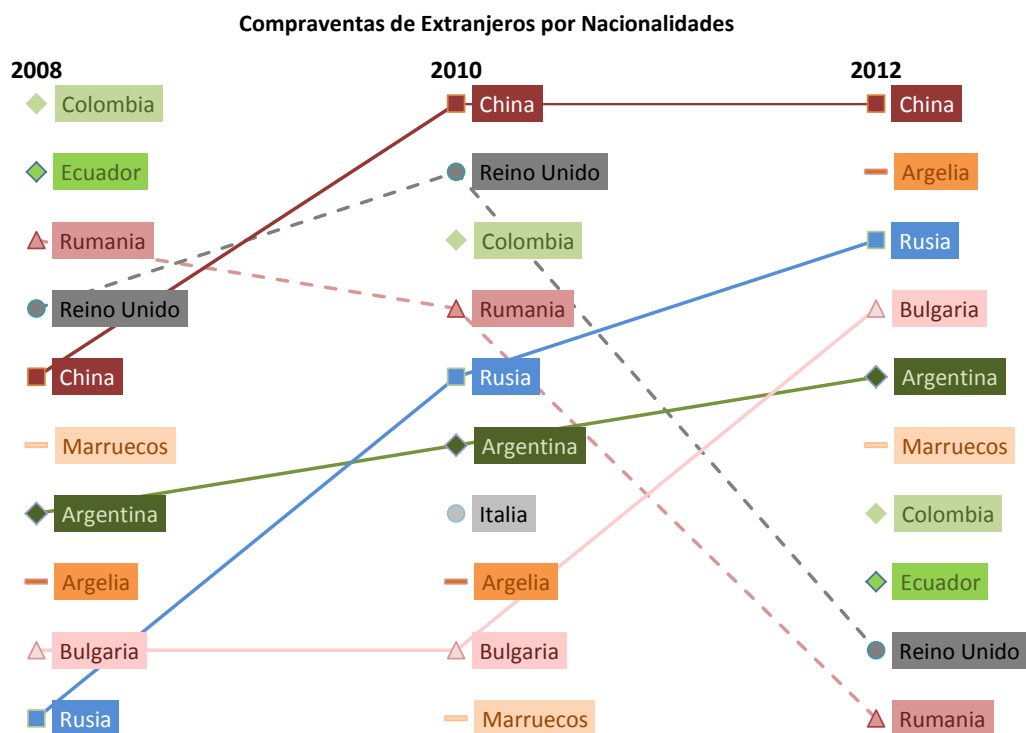 Compraventas de Extranjeros por Nacionalidades
2008 2010 2012
Colombia China China
Ecuador Reino Unido Argelia
Rumania Colombia Rusia
Reino Unido Rumania Bulgaria
China Rusia Argentina
Marruecos Argentina Marruecos
Argentina Italia Colombia
Argelia Argelia Ecuador
Bulgaria Bulgaria Reino Unido
Rusia Marruecos Rumania